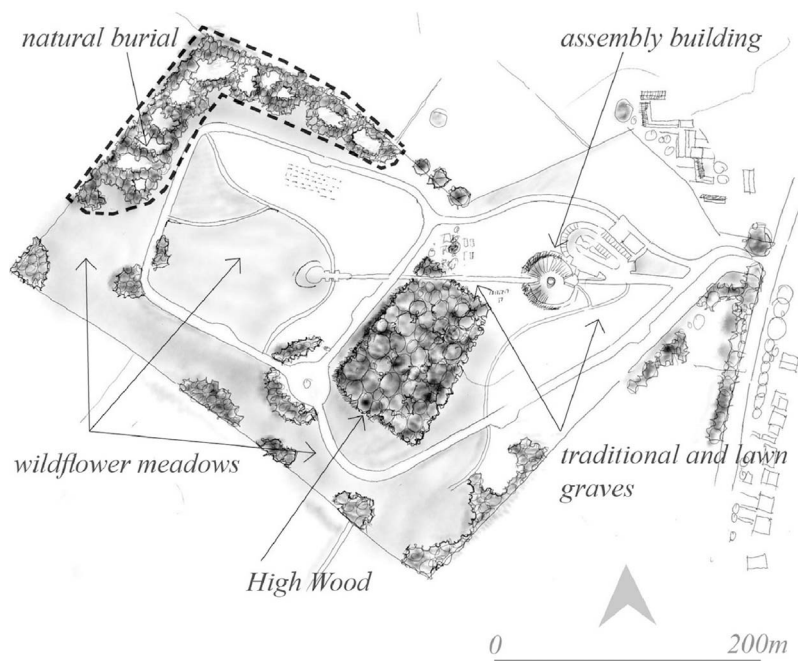 natural burial
assembly building
wildflower meadows
traditional and lawn
graves
High Wood
0
200m